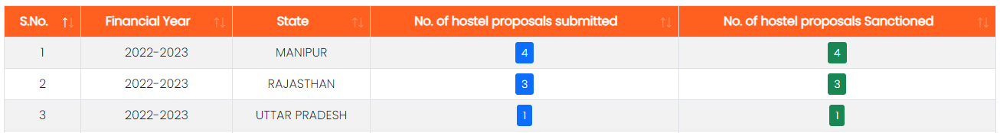 S.No. Financial Year State No. of hostel proposals submitted No. of hostel proposals Sanctioned
1 2022-2023 MANIPUR 4 4
2 2022-2023 RAJASTHAN 3 3
3 2022-2023 UTTAR PRADESH 1 1